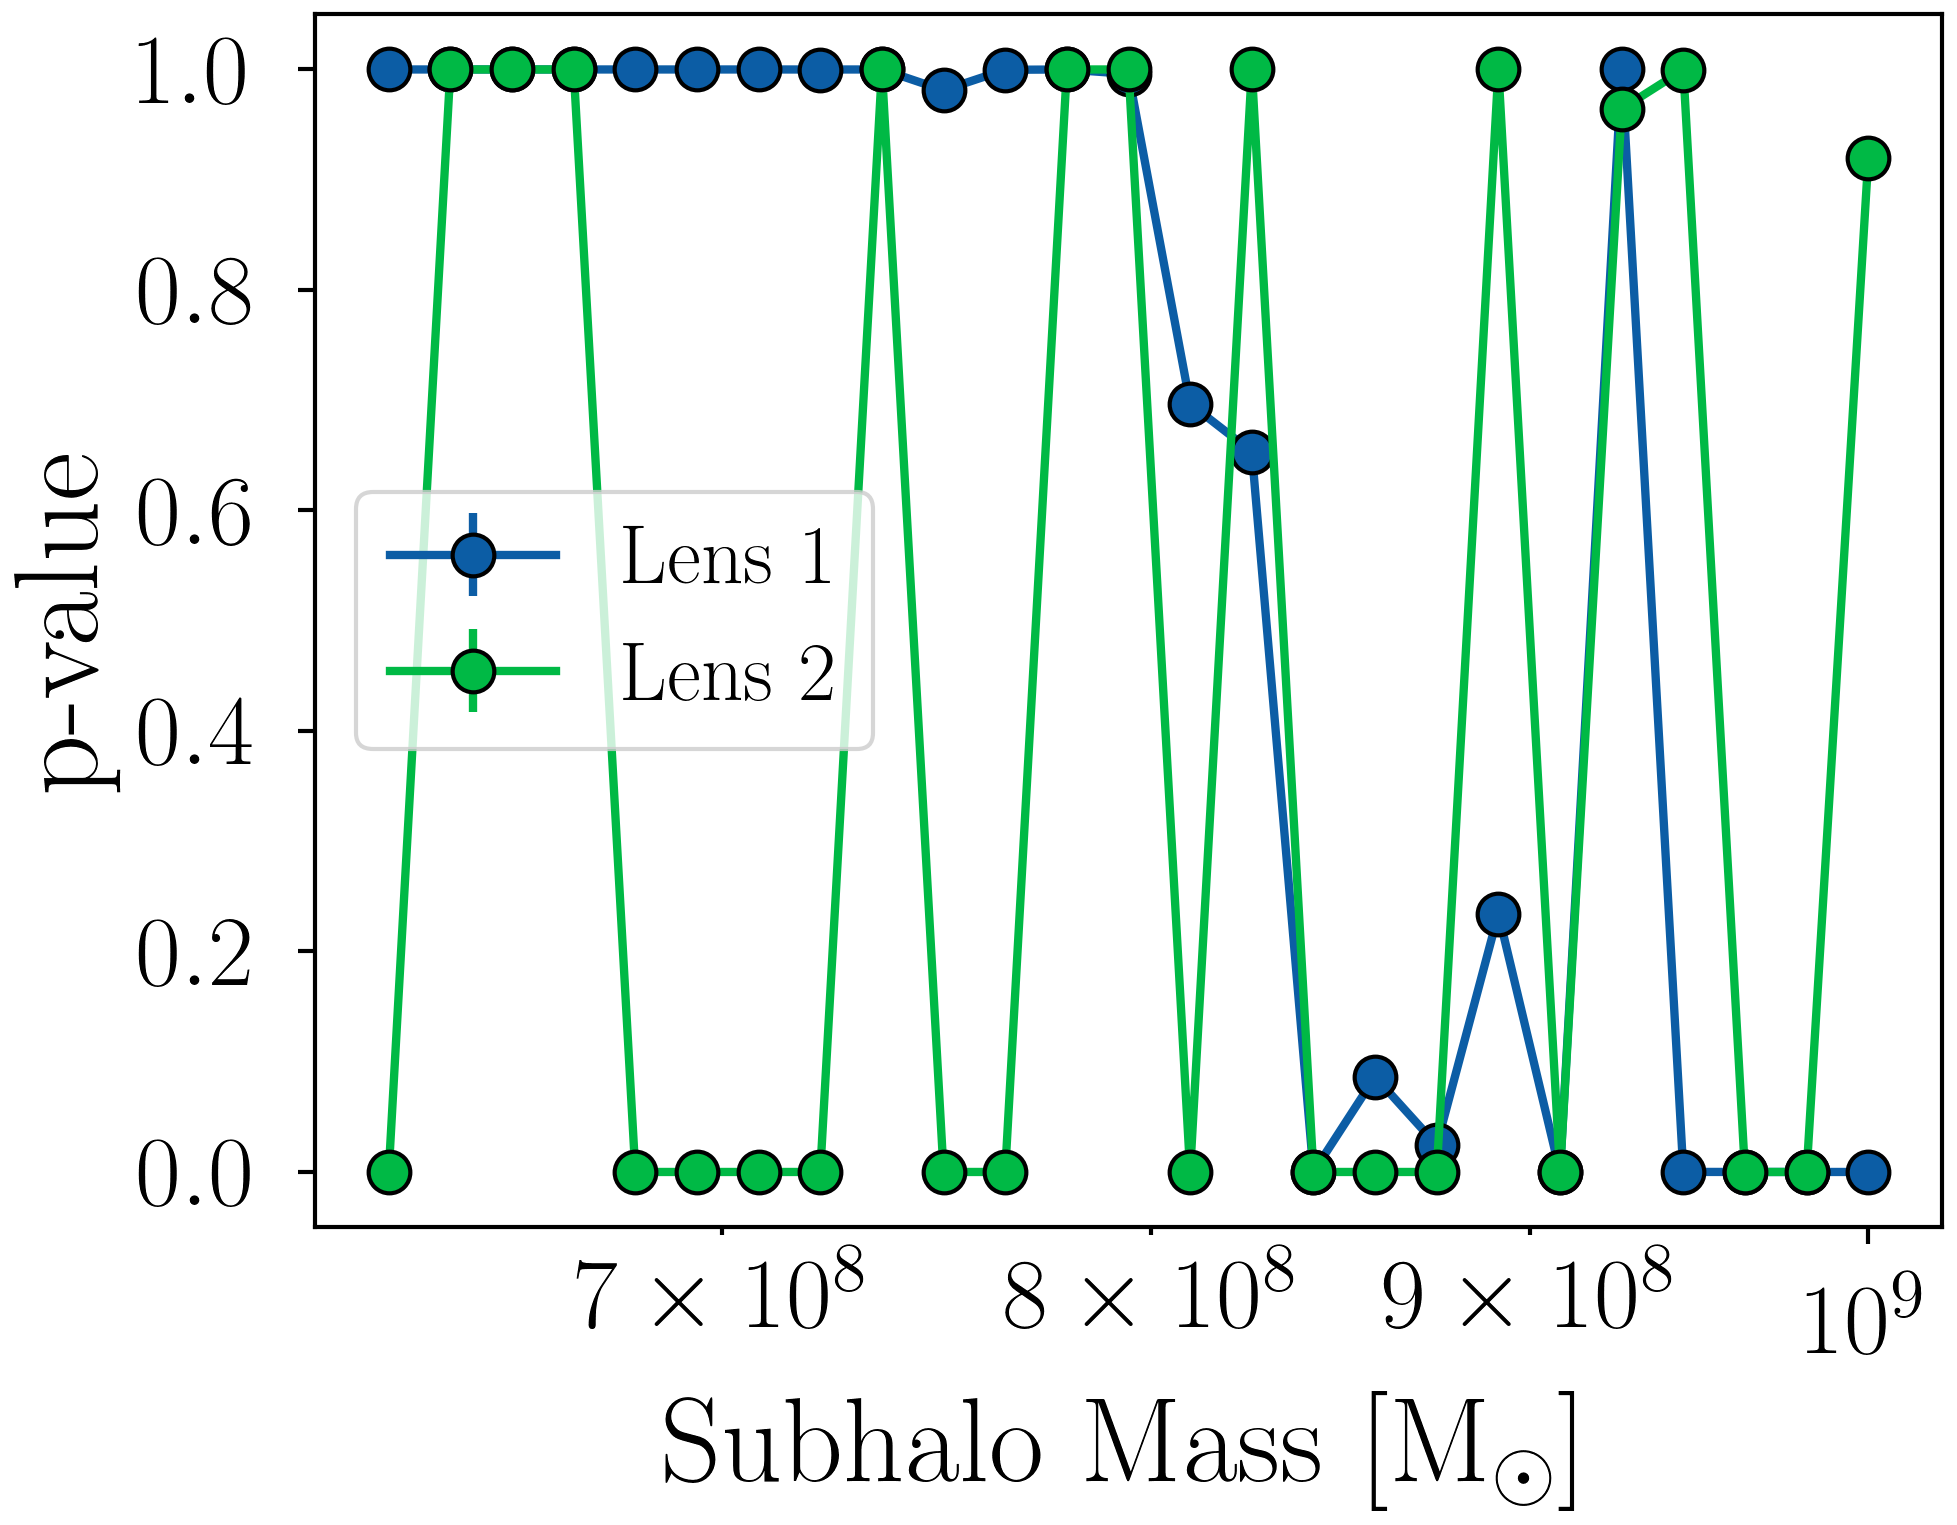 1.0
0.8
0.6
0.4
0.2
0.0
p-value
Lens 1
Lens 2
7 × 10⁸
8 × 10⁸
9 × 10⁸
10⁹
Subhalo Mass [M⊙]